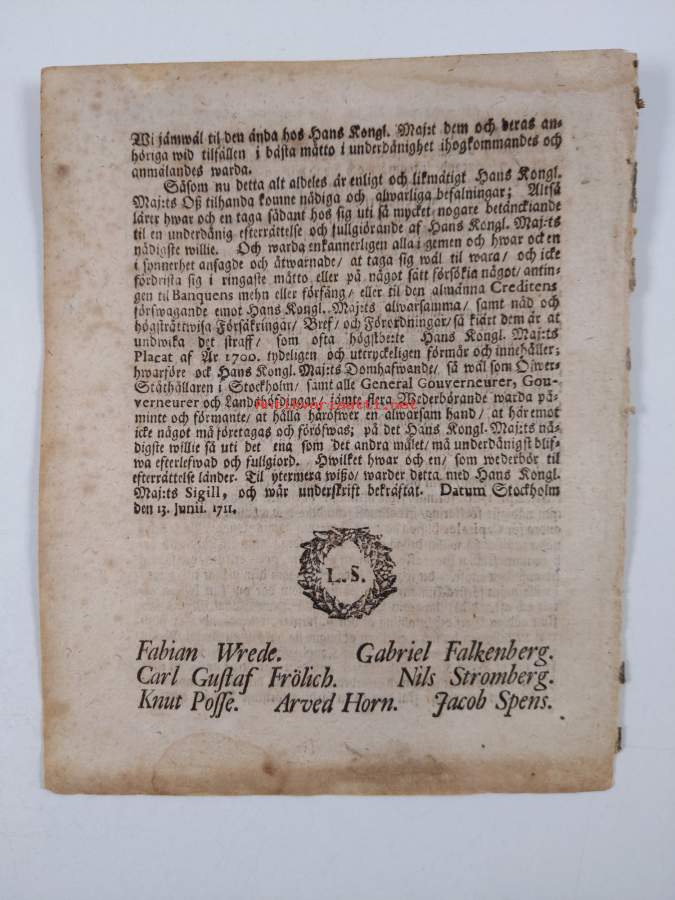 Wi jämwäl til den ända hos Hans Kongl. Maj:t dem och deras an-
höriga wid tilfällen i bästa måtto i underdånighet ihogkommandes och
anmälandes warda.
Såsom nu detta alt aldeles är enligt och likmätigt Hans Kongl.
Maj:ts Oß tilhanda komne nådiga och alwarliga befalningar; Altså
lärer hwar och en taga sådant hos sig uti så mycket nogare betänckiande
til en underdånig efterrättelse och fullgiörande af Hans Kongl. Maj:ts
nådigste willie. Och warda enkannerligen alla i gemen och hwar ock en
i synnerhet ansagde och åtwarnade/ at taga sig wäl til wara/ och icke
fördrista sig i ringaste måtto eller på något sätt försökia något/ antin-
gen til Banquens mehn eller förfång/ eller til den almänna Creditens
förswagande emot Hans Kongl. Maj:ts alwarsamma/ samt nåd och
högsträttwisa Försäkringar/ Bref/ och Förordningar/ så kiärt dem är at
undwika det straff/ som ofta högstbe:te Hans Kongl. Maj:ts
Placat af År 1700. tydeligen och uttryckeligen förmår och innehåller;
hwarföre ock Hans Kongl. Maj:ts Domhafwande/ så wäl som Öfwer-
Ståthållaren i Stockholm/ samt alle General Gouverneurer, Gou-
verneurer och Landshöfdingar/ jämte flera Wederbörande warda på-
minte och förmante/ at hålla häröfwer en alwarsam hand/ at häremot
icke något må företagas och föröfwas; på det Hans Kongl. Maj:ts nå-
digste willie så uti det ena som det andra målet/ må underdånigst blif-
wa efterlefwad och fullgiord. Hwilket hwar och en/ som wederbör til
efterrättelse länder. Til ytermera wißo/ warder detta med Hans Kongl.
Maj:ts Sigill, och wår underskrift bekräftat. Datum Stockholm
den 13. Junii. 1711.
L. S.
Fabian Wrede. Gabriel Falkenberg.
Carl Gustaf Frölich. Nils Stromberg.
Knut Posse. Arved Horn. Jacob Spens.